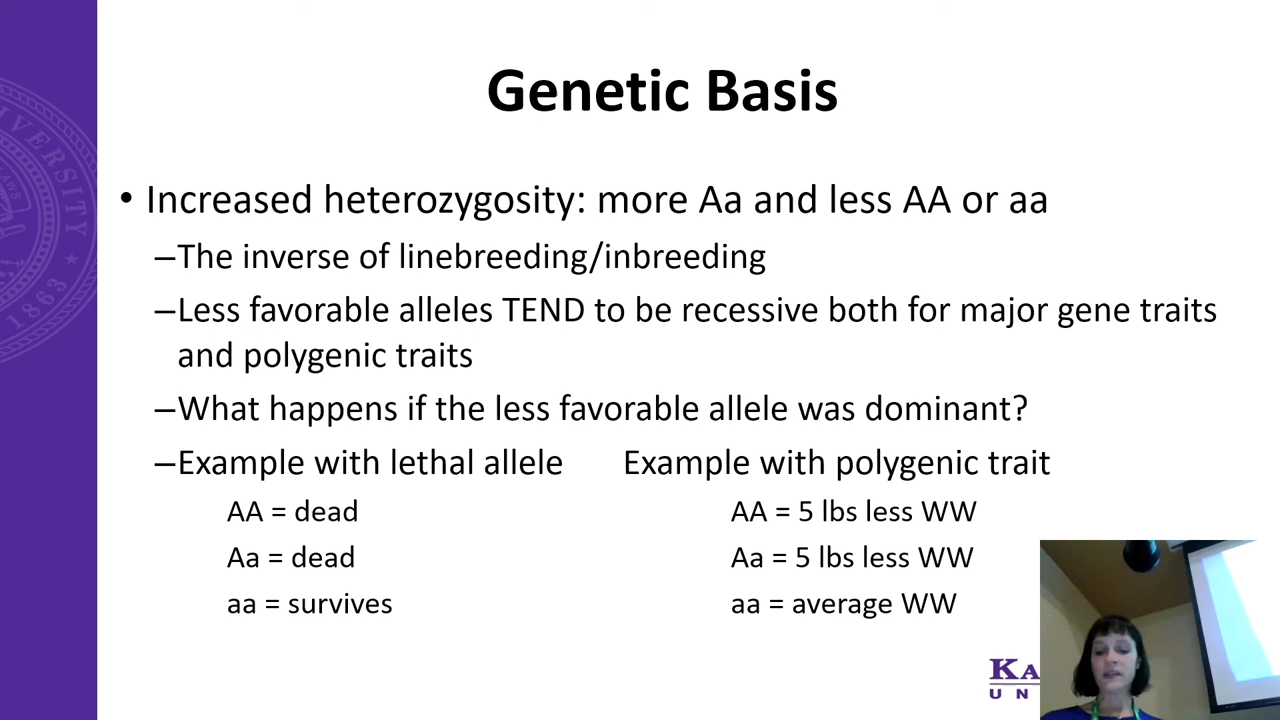 Genetic Basis
• Increased heterozygosity: more Aa and less AA or aa
–The inverse of linebreeding/inbreeding
–Less favorable alleles TEND to be recessive both for major gene traits
and polygenic traits
–What happens if the less favorable allele was dominant?
–Example with lethal allele Example with polygenic trait
AA = dead AA = 5 lbs less WW
Aa = dead Aa = 5 lbs less WW
aa = survives aa = average WW
1863